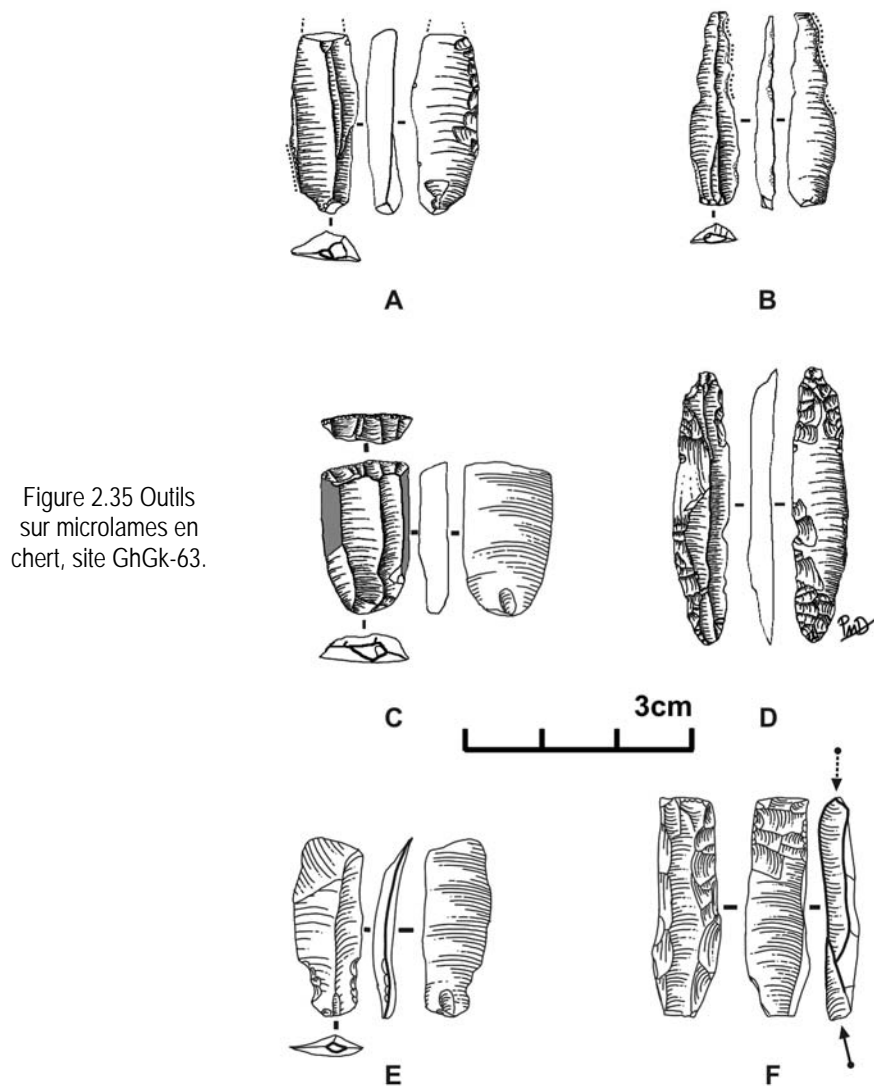 A
B
Figure 2.35 Outils
sur microlames en
chert, site GhGk-63.
C
D
3cm
E
F